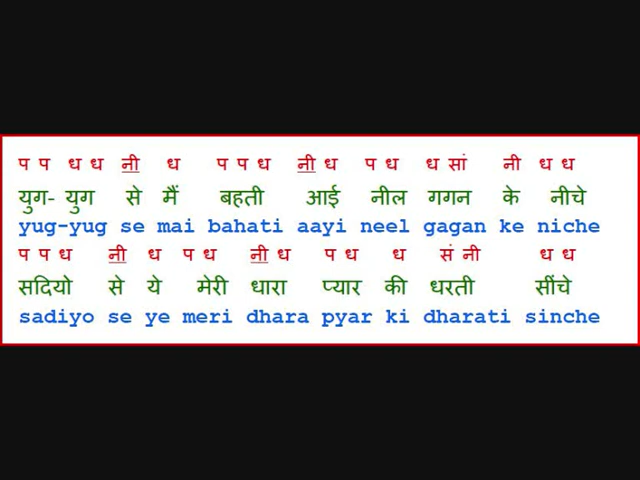 प प ध ध नी ध प प ध नी ध प ध ध सां नी ध ध
युग- युग से मैं बहती आई नील गगन के नीचे
yug-yug se mai bahati aayi neel gagan ke niche
प प ध नी ध प ध नी ध प ध ध सं नी ध ध
सदियो से ये मेरी धारा प्यार की धरती सींचे
sadiyo se ye meri dhara pyar ki dharati sinche